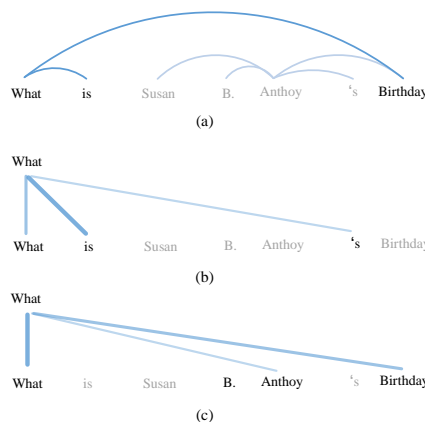 What is Susan B. Anthoy 's Birthday
(a)
What
What is Susan B. Anthoy 's Birthday
(b)
What
What is Susan B. Anthoy 's Birthday
(c)